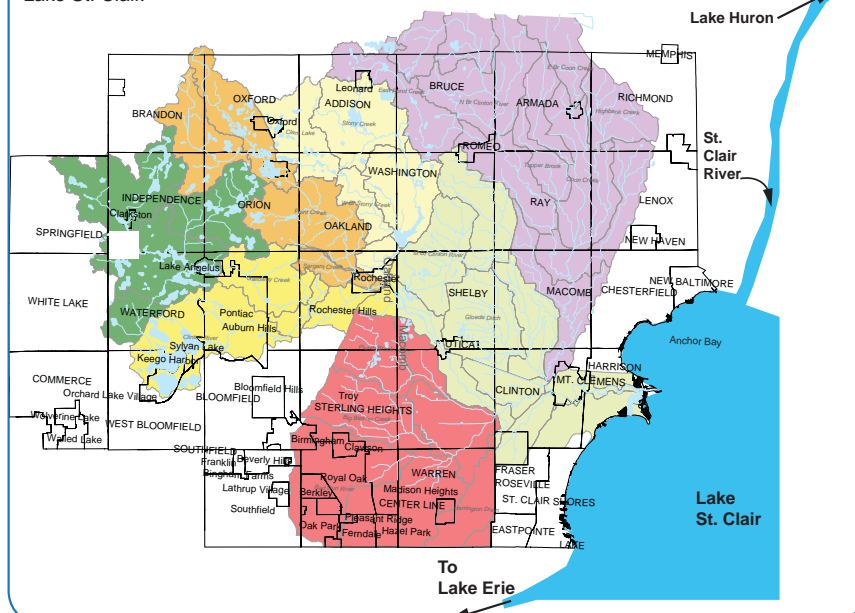 Lake St. Clair
Lake Huron
MEMPHIS
Leonard
BRUCE
OXFORD
ADDISON
ARMADA
RICHMOND
BRANDON
Oxford
Stony Creek
ROMEO
St.
Clair
River
WASHINGTON
INDEPENDENCE
ORION
RAY
LENOX
Clarkston
OAKLAND
SPRINGFIELD
NEW HAVEN
Lake Angelus
Rochester
Oakland
NEW BALTIMORE
WHITE LAKE
SHELBY
MACOMB
CHESTERFIELD
WATERFORD
Pontiac
Rochester Hills
Auburn Hills
Macomb
UTICA
Anchor Bay
Sylvan Lake
Keego Harbor
HARRISON
COMMERCE
MT. CLEMENS
Bloomfield Hills
CLINTON
Orchard Lake Village
BLOOMFIELD
Troy
STERLING HEIGHTS
Wolverine Lake
WEST BLOOMFIELD
Walled Lake
Birmingham
Clawson
SOUTHFIELD
Franklin
Beverly Hills
Bingham Farms
WARREN
FRASER
Royal Oak
ROSEVILLE
Lathrup Village
Berkley
Madison Heights
Lake
St. Clair
CENTER LINE
ST. CLAIR SHORES
Southfield
Pleasant Ridge
Oak Park
Ferndale
Hazel Park
EASTPOINTE
LAKE
To
Lake Erie